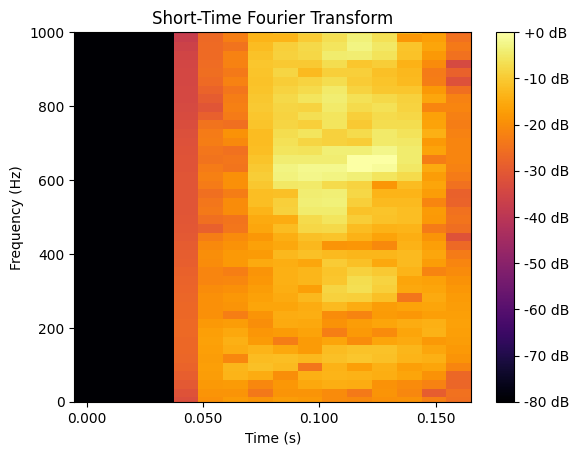 Short-Time Fourier Transform
Frequency (Hz)
1000
800
600
400
200
0
0.000
0.050
0.100
0.150
Time (s)
+0 dB
-10 dB
-20 dB
-30 dB
-40 dB
-50 dB
-60 dB
-70 dB
-80 dB